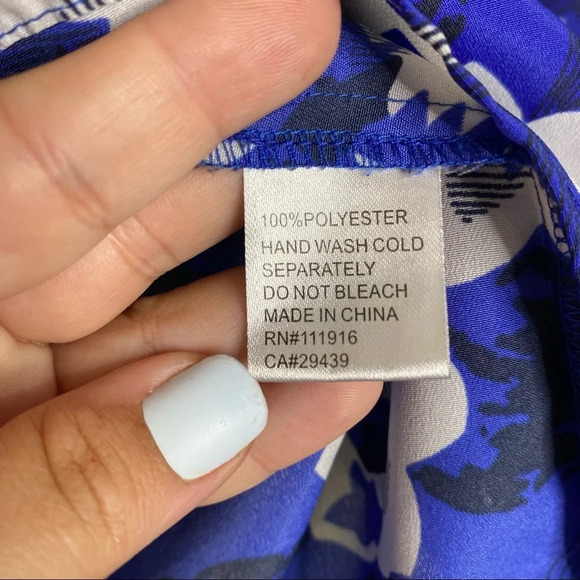 100%POLYESTER
HAND WASH COLD
SEPARATELY
DO NOT BLEACH
MADE IN CHINA
RN#111916
CA#29439